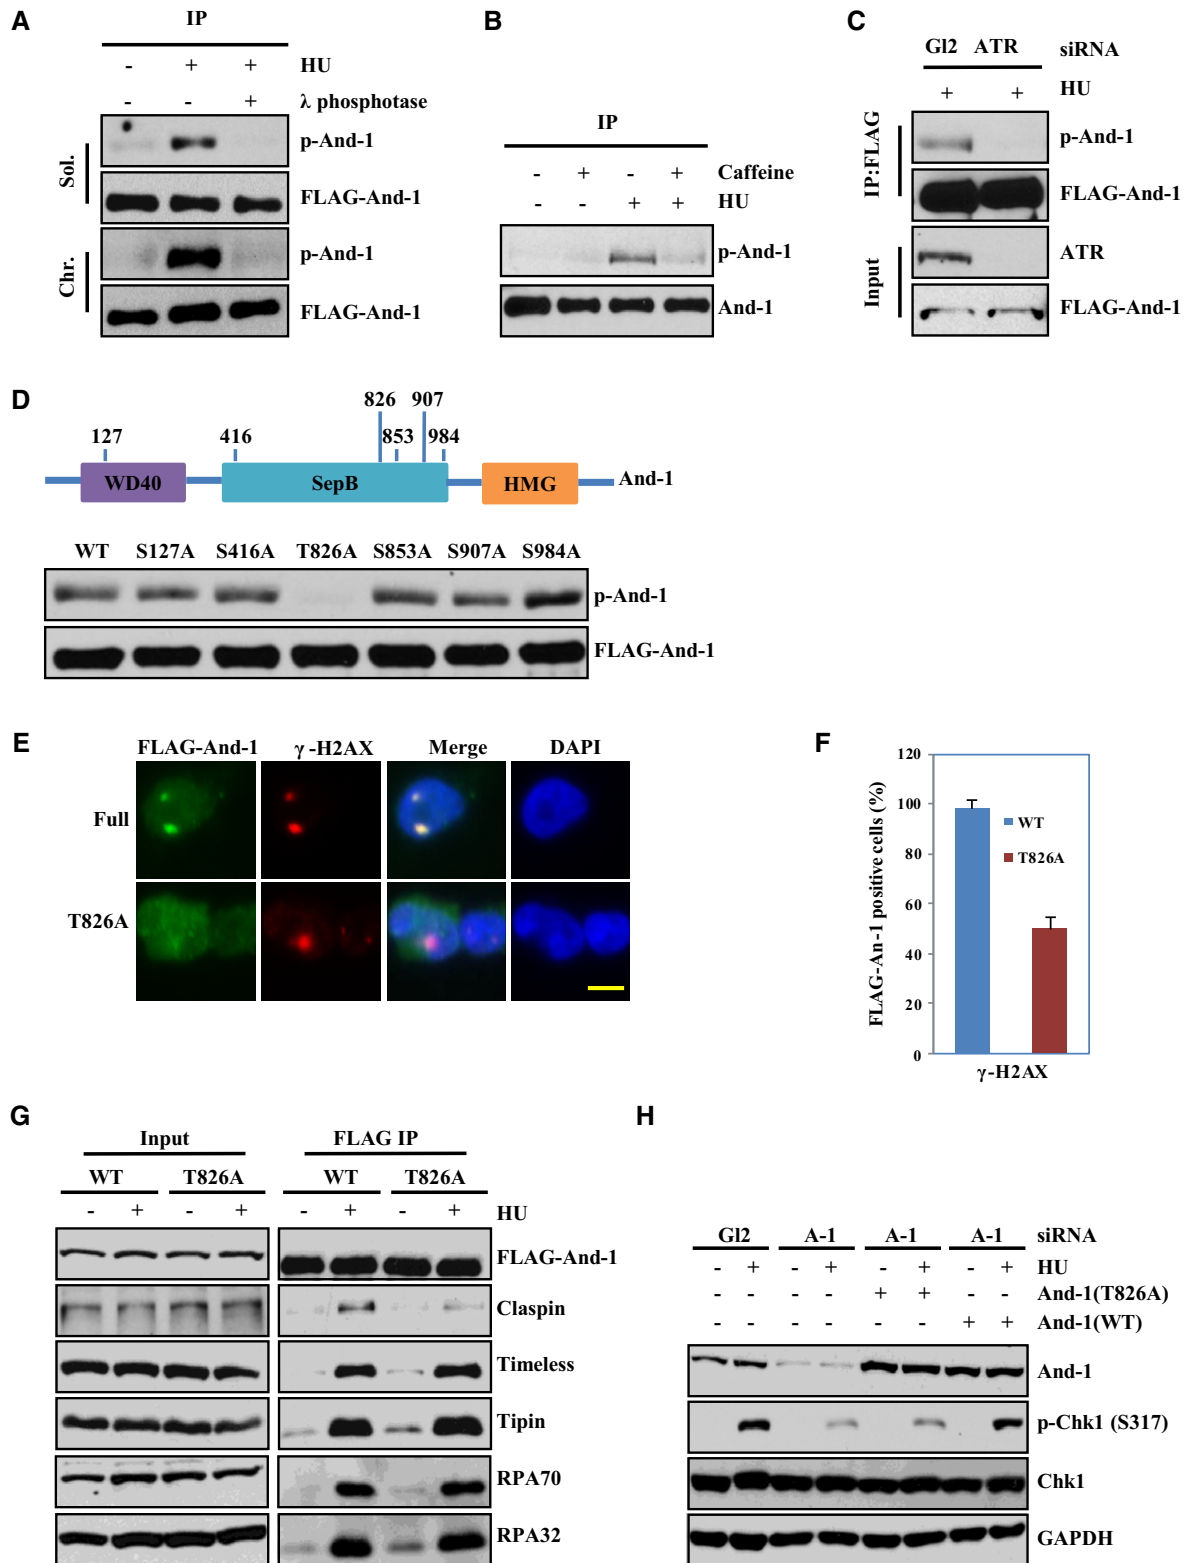 A
IP
- + + HU
- - + λ phosphotase
Sol.
p-And-1
FLAG-And-1
Chr.
p-And-1
FLAG-And-1
B
IP
- + - + Caffeine
- - + + HU
p-And-1
And-1
C
Gl2 ATR siRNA
+ + HU
IP:FLAG
p-And-1
FLAG-And-1
Input
ATR
FLAG-And-1
D
826 907
127 416 853 984
WD40 SepB HMG And-1
WT S127A S416A T826A S853A S907A S984A
p-And-1
FLAG-And-1
E
FLAG-And-1 γ-H2AX Merge DAPI
Full
T826A
F
FLAG-An-1 positive cells (%)
120
100
80
60
40
20
0
WT
T826A
γ-H2AX
G
Input FLAG IP
WT T826A WT T826A
- + - + - + - + HU
FLAG-And-1
Claspin
Timeless
Tipin
RPA70
RPA32
H
Gl2 A-1 A-1 A-1 siRNA
- + - + - + - + HU
- - - - + + - - And-1(T826A)
- - - - - - + + And-1(WT)
And-1
p-Chk1 (S317)
Chk1
GAPDH